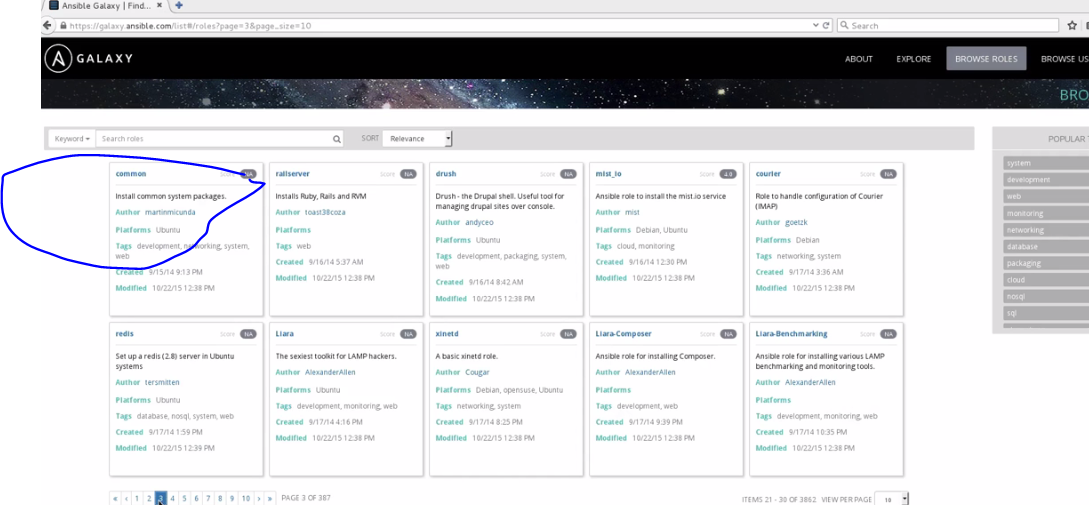 Ansible Galaxy | Find...
https://galaxy.ansible.com/list#/roles?page=3&page_size=10
Search
GALAXY
ABOUT EXPLORE BROWSE ROLES BROWSE US
BRO
Keyword Search roles SORT Relevance
POPULAR
common Score NA
Install common system packages.
Author martinmicunda
Platforms Ubuntu
Tags development, networking, system,
web
Created 9/15/14 9:13 PM
Modified 10/22/15 12:38 PM
railserver Score NA
Installs Ruby, Rails and RVM
Author toast38coza
Platforms
Tags web
Created 9/16/14 5:37 AM
Modified 10/22/15 12:38 PM
drush Score NA
Drush - the Drupal shell. Useful tool for
managing drupal sites over console.
Author andyceo
Platforms Ubuntu
Tags development, packaging, system,
web
Created 9/16/14 8:42 AM
Modified 10/22/15 12:38 PM
mist_io Score 4.8
Ansible role to install the mist.io service
Author mist
Platforms Debian, Ubuntu
Tags cloud, monitoring
Created 9/16/14 12:30 PM
Modified 10/22/15 12:38 PM
courier Score NA
Role to handle configuration of Courier
(IMAP)
Author goetzk
Platforms Debian
Tags networking, system
Created 9/17/14 3:36 AM
Modified 10/22/15 12:38 PM
system
development
web
monitoring
networking
database
packaging
cloud
nosql
sql
redis Score NA
Set up a redis (2.8) server in Ubuntu
systems
Author tersmitten
Platforms Ubuntu
Tags database, nosql, system, web
Created 9/17/14 1:59 PM
Modified 10/22/15 12:39 PM
Liara Score NA
The sexiest toolkit for LAMP hackers.
Author AlexanderAllen
Platforms Ubuntu
Tags development, monitoring, web
Created 9/17/14 4:16 PM
Modified 10/22/15 12:38 PM
xinetd Score NA
A basic xinetd role.
Author Cougar
Platforms Debian, opensuse, Ubuntu
Tags networking, system
Created 9/17/14 8:25 PM
Modified 10/22/15 12:38 PM
Liara-Composer Score NA
Ansible role for installing Composer.
Author AlexanderAllen
Platforms
Tags development, web
Created 9/17/14 9:39 PM
Modified 10/22/15 12:38 PM
Liara-Benchmarking Score NA
Ansible role for installing various LAMP
benchmarking and monitoring tools.
Author AlexanderAllen
Platforms
Tags development, monitoring, web
Created 9/17/14 10:35 PM
Modified 10/22/15 12:38 PM
« ‹ 1 2 3 4 5 6 7 8 9 10 › » PAGE 3 OF 387
ITEMS 21 - 30 OF 3862 VIEW PER PAGE 10